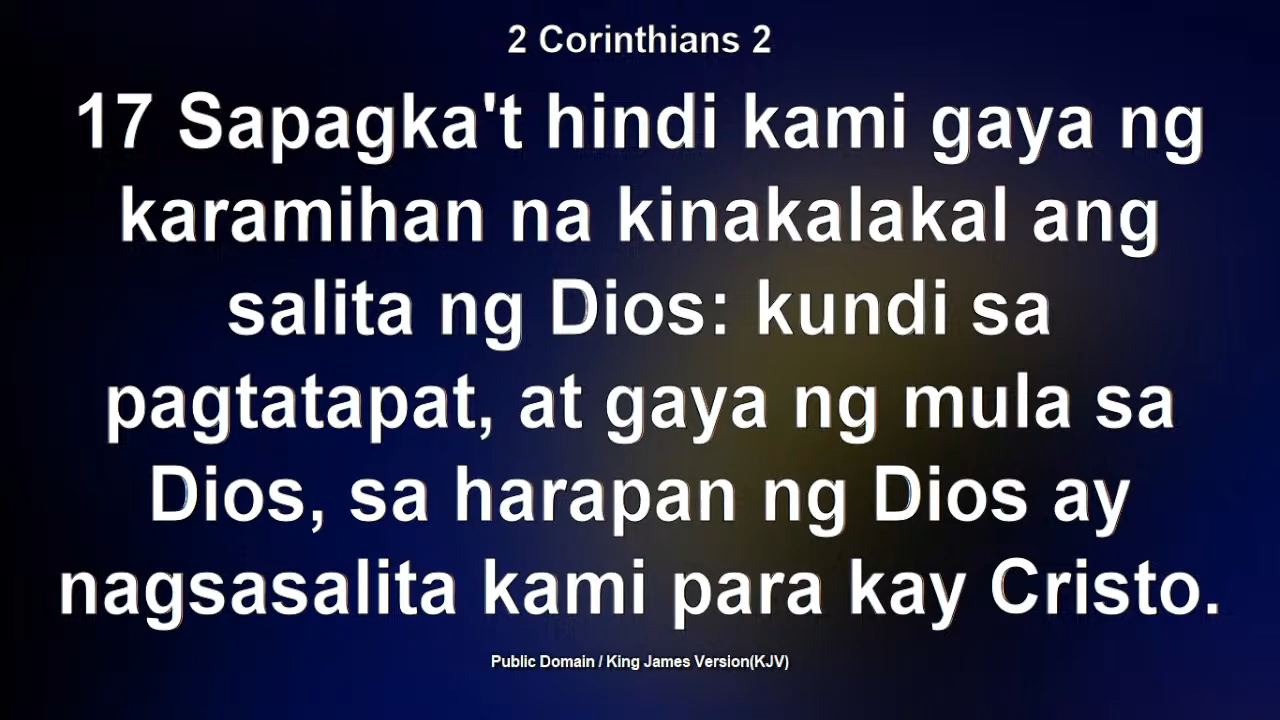 2 Corinthians 2
17 Sapagka't hindi kami gaya ng
karamihan na kinakalakal ang
salita ng Dios: kundi sa
pagtatapat, at gaya ng mula sa
Dios, sa harapan ng Dios ay
nagsasalita kami para kay Cristo.
Public Domain / King James Version(KJV)